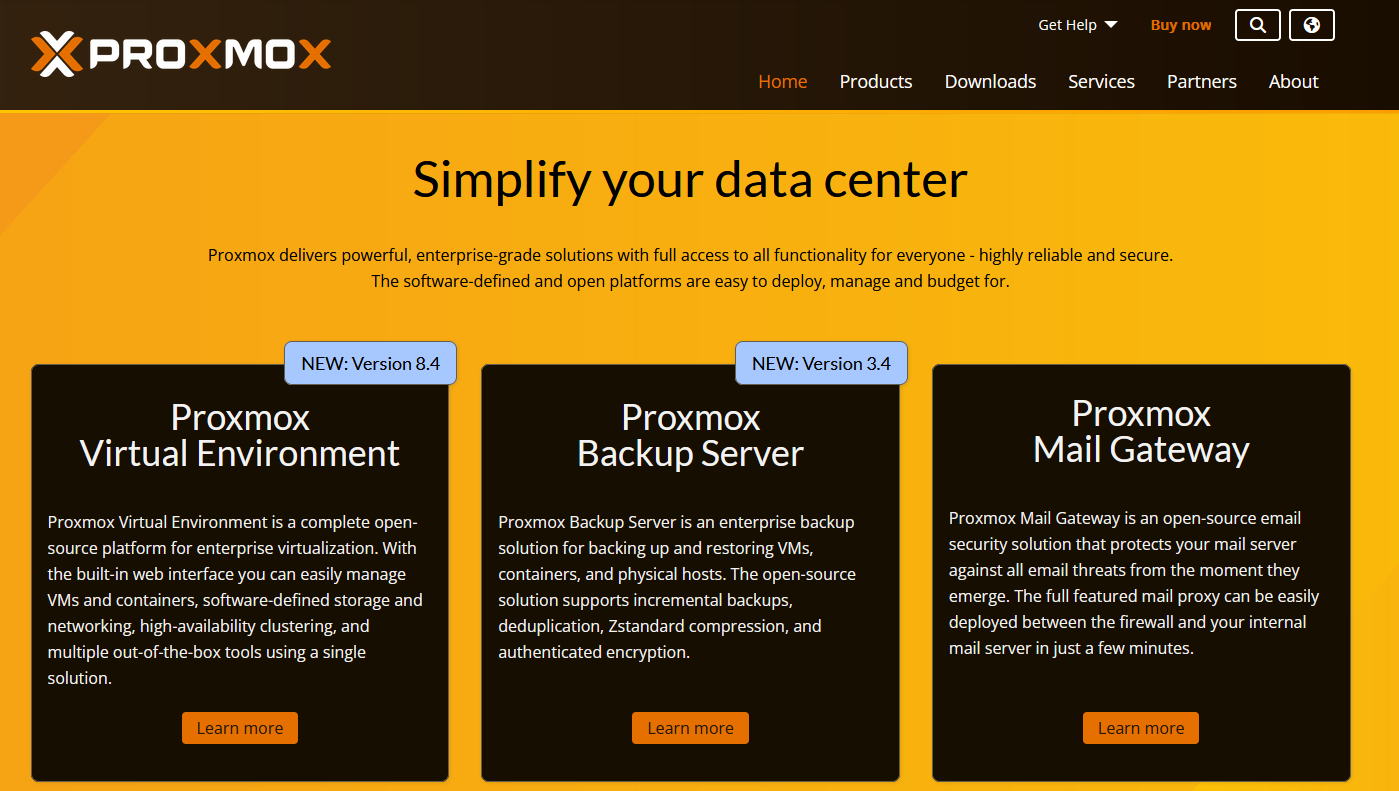 Get Help
Buy now
PROXMOX
Home Products Downloads Services Partners About
Simplify your data center
Proxmox delivers powerful, enterprise-grade solutions with full access to all functionality for everyone - highly reliable and secure.
The software-defined and open platforms are easy to deploy, manage and budget for.
NEW: Version 8.4
Proxmox
Virtual Environment
Proxmox Virtual Environment is a complete open-
source platform for enterprise virtualization. With
the built-in web interface you can easily manage
VMs and containers, software-defined storage and
networking, high-availability clustering, and
multiple out-of-the-box tools using a single
solution.
Learn more
NEW: Version 3.4
Proxmox
Backup Server
Proxmox Backup Server is an enterprise backup
solution for backing up and restoring VMs,
containers, and physical hosts. The open-source
solution supports incremental backups,
deduplication, Zstandard compression, and
authenticated encryption.
Learn more
Proxmox
Mail Gateway
Proxmox Mail Gateway is an open-source email
security solution that protects your mail server
against all email threats from the moment they
emerge. The full featured mail proxy can be easily
deployed between the firewall and your internal
mail server in just a few minutes.
Learn more